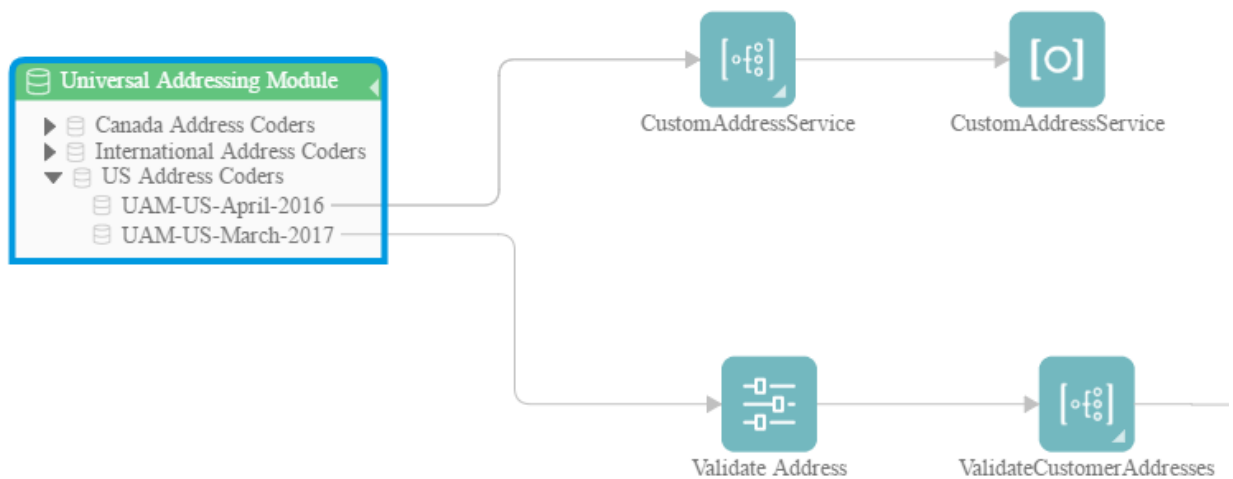 Universal Addressing Module
Canada Address Coders
International Address Coders
US Address Coders
UAM-US-April-2016
UAM-US-March-2017
CustomAddressService
CustomAddressService
Validate Address
ValidateCustomerAddresses